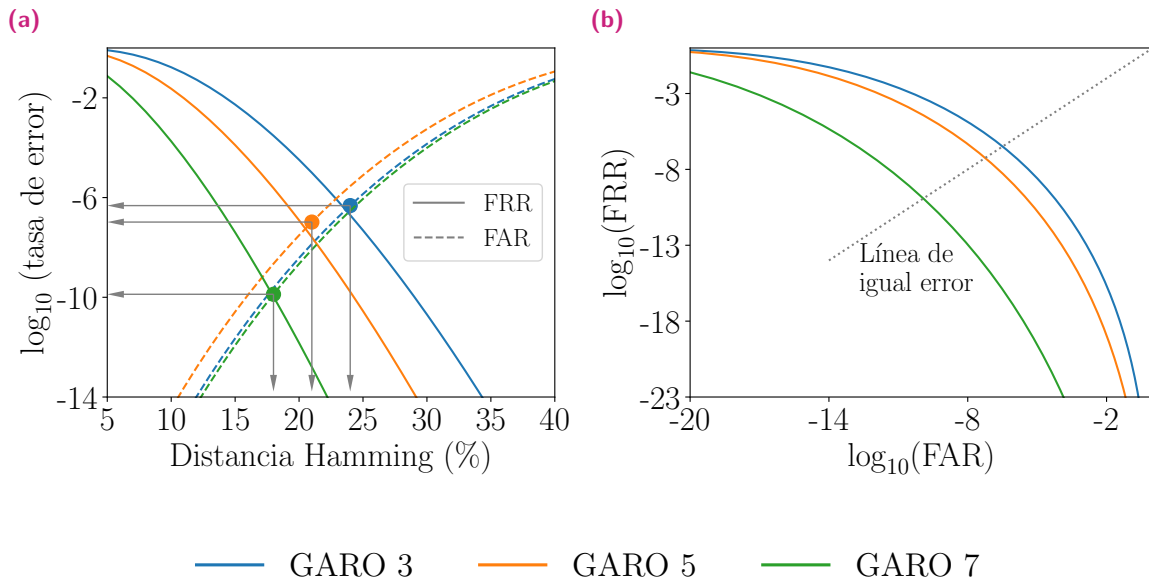 (a)
(b)
log10 (tasa de error)
-2
-6
-10
-14
FRR
FAR
5 10 15 20 25 30 35 40
Distancia Hamming (%)
log10(FRR)
-3
-8
-13
-18
-23
Línea de
igual error
-20 -14 -8 -2
log10(FAR)
GARO 3 GARO 5 GARO 7